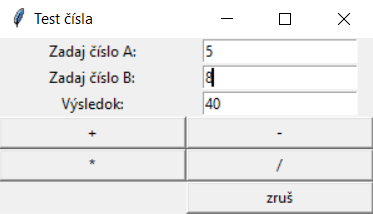 Test čísla
Zadaj číslo A: 5
Zadaj číslo B: 8
Výsledok: 40
+ -
* /
zruš